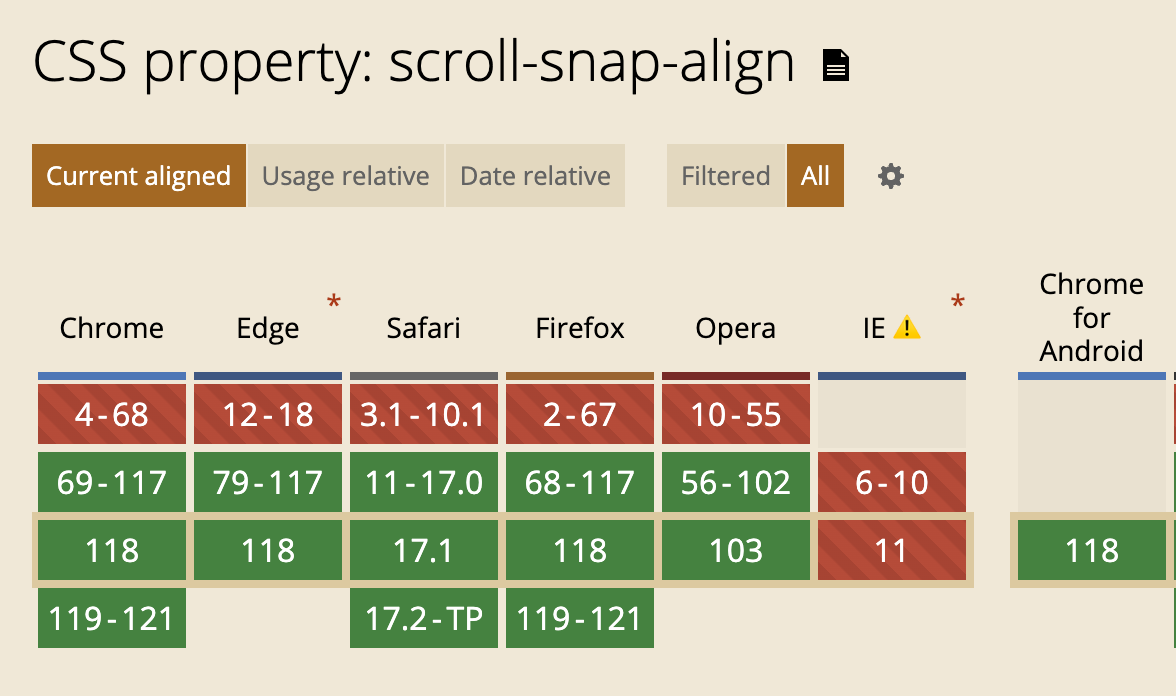 CSS property: scroll-snap-align
Current aligned Usage relative Date relative Filtered All
Chrome Edge * Safari Firefox Opera IE * Chrome for Android
4-68 12-18 3.1-10.1 2-67 10-55
69-117 79-117 11-17.0 68-117 56-102 6-10
118 118 17.1 118 103 11 118
119-121 17.2-TP 119-121